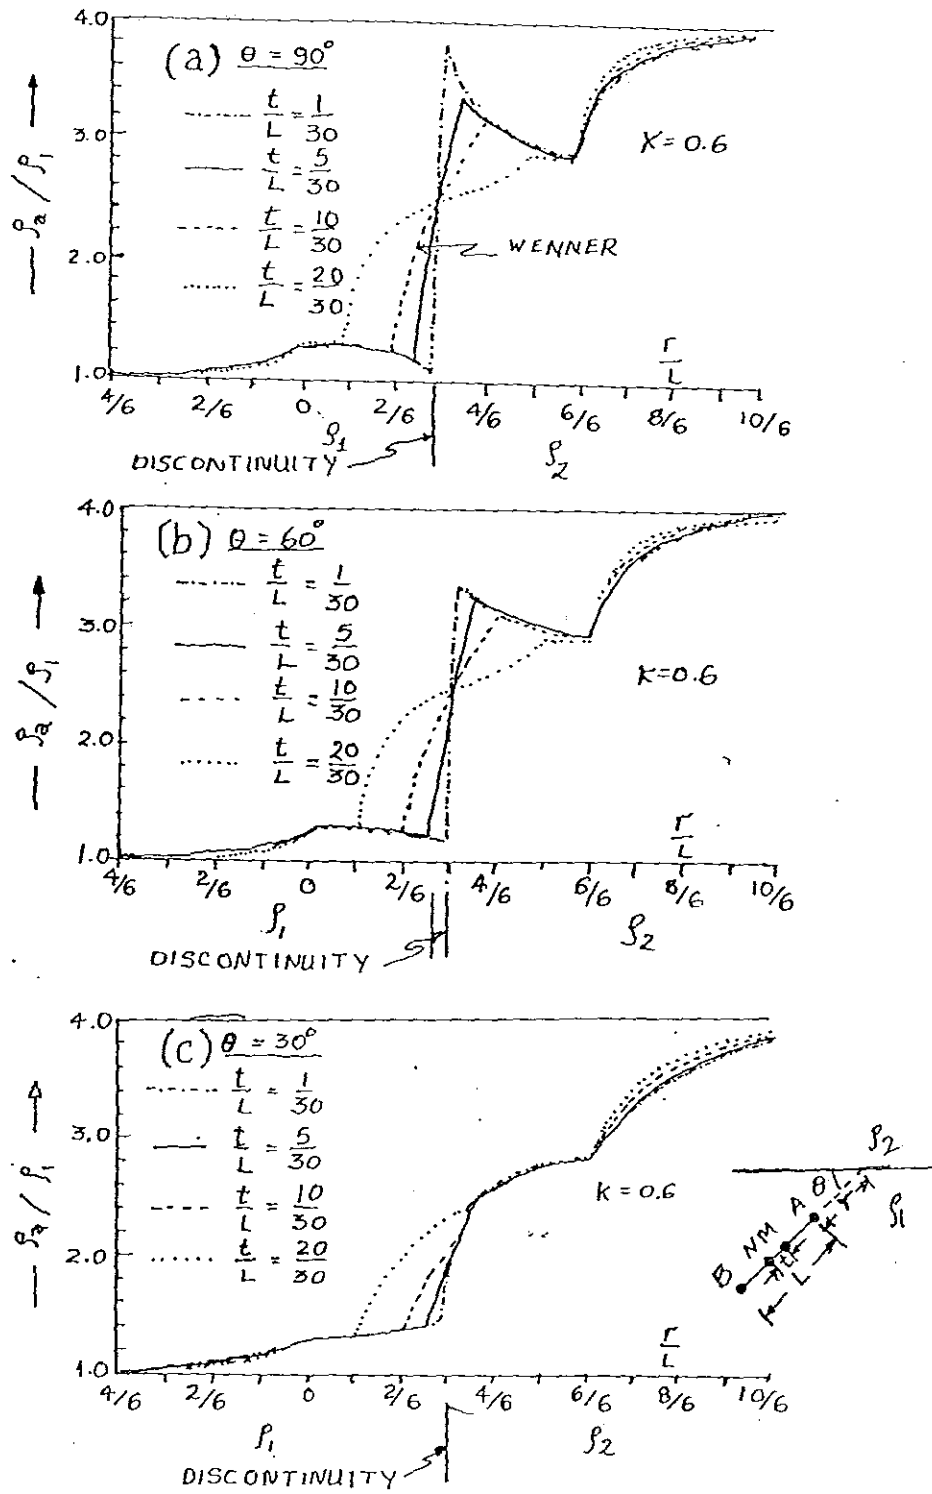 4.0
(a) θ = 90°
t/L = 1/30
3.0
K = 0.6
t/L = 5/30
ρa / ρ1
t/L = 10/30
WENNER
2.0
t/L = 20/30
r/L
1.0
4/6 2/6 0 2/6 4/6 6/6 8/6 10/6
ρ1
DISCONTINUITY
ρ2
4.0
(b) θ = 60°
t/L = 1/30
3.0
t/L = 5/30
K=0.6
ρa / ρ1
t/L = 10/30
2.0
t/L = 20/30
r/L
1.0
4/6 2/6 0 2/6 4/6 6/6 8/6 10/6
ρ1
ρ2
DISCONTINUITY
4.0
(c) θ = 30°
t/L = 1/30
3.0
t/L = 5/30
ρ2
θ
ρ1
K = 0.6
r
A
NM
t
L
B
ρa / ρ1
t/L = 10/30
2.0
t/L = 20/30
r/L
1.0
4/6 2/6 0 2/6 4/6 6/6 8/6 10/6
ρ1
ρ2
DISCONTINUITY